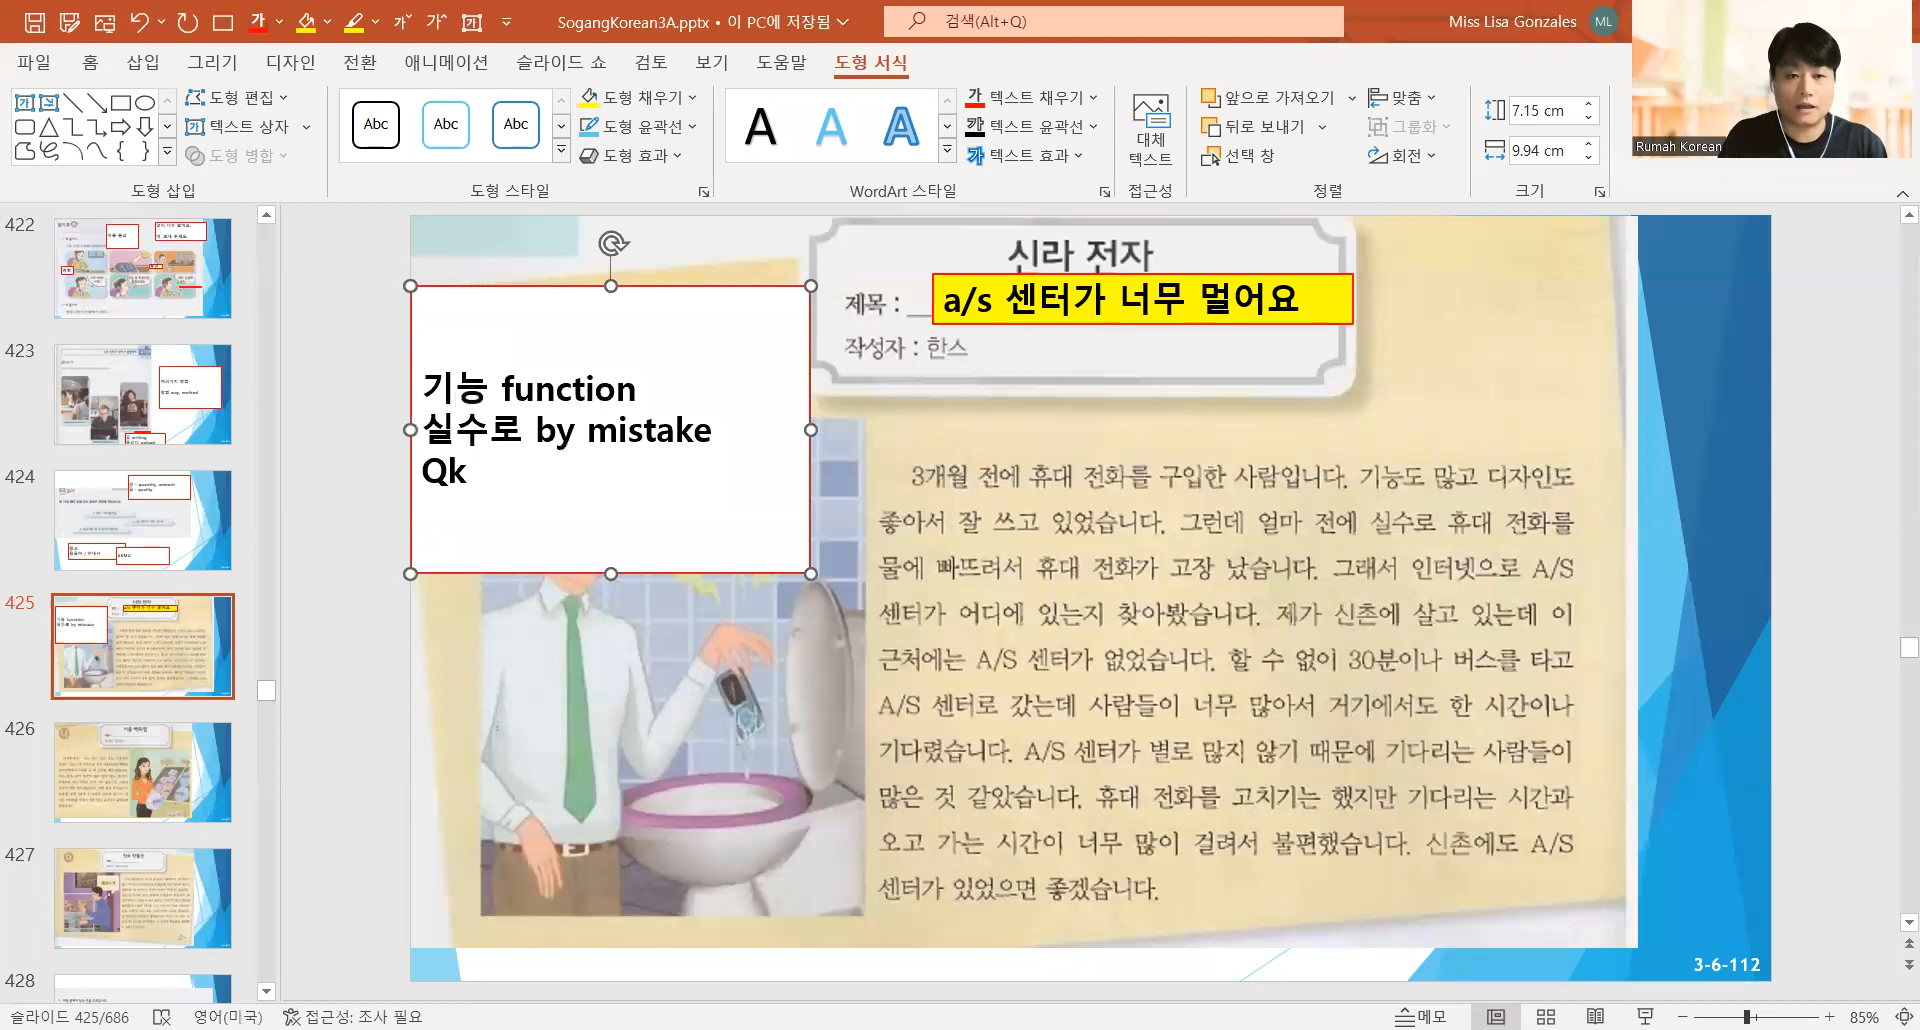 SogangKorean3A.pptx • 이 PC에 저장됨
검색(Alt+Q)
Miss Lisa Gonzales
ML
파일 홈 삽입 그리기 디자인 전환 애니메이션 슬라이드 쇼 검토 보기 도움말 도형 서식
도형 편집
텍스트 상자
도형 병합
도형 삽입
Abc Abc Abc
도형 채우기
도형 윤곽선
도형 효과
도형 스타일
A A A
텍스트 채우기
텍스트 윤곽선
텍스트 효과
WordArt 스타일
대체
텍스트
접근성
앞으로 가져오기
뒤로 보내기
선택 창
맞춤
그룹화
회전
정렬
7.15 cm
9.94 cm
크기
Rumah Korean
422
423
424
425
426
427
428
신라 전자
제목 :
a/s 센터가 너무 멀어요
작성자 : 한스
기능 function
실수로 by mistake
Qk
3개월 전에 휴대 전화를 구입한 사람입니다. 기능도 많고 디자인도
좋아서 잘 쓰고 있었습니다. 그런데 얼마 전에 실수로 휴대 전화를
물에 빠뜨려서 휴대 전화가 고장 났습니다. 그래서 인터넷으로 A/S
센터가 어디에 있는지 찾아봤습니다. 제가 신촌에 살고 있는데 이
근처에는 A/S 센터가 없었습니다. 할 수 없이 30분이나 버스를 타고
A/S 센터로 갔는데 사람들이 너무 많아서 거기에서도 한 시간이나
기다렸습니다. A/S 센터가 별로 많지 않기 때문에 기다리는 사람들이
많은 것 같았습니다. 휴대 전화를 고치기는 했지만 기다리는 시간과
오고 가는 시간이 너무 많이 걸려서 불편했습니다. 신촌에도 A/S
센터가 있었으면 좋겠습니다.
3-6-112
슬라이드 425/686
영어(미국)
접근성: 조사 필요
메모
85%